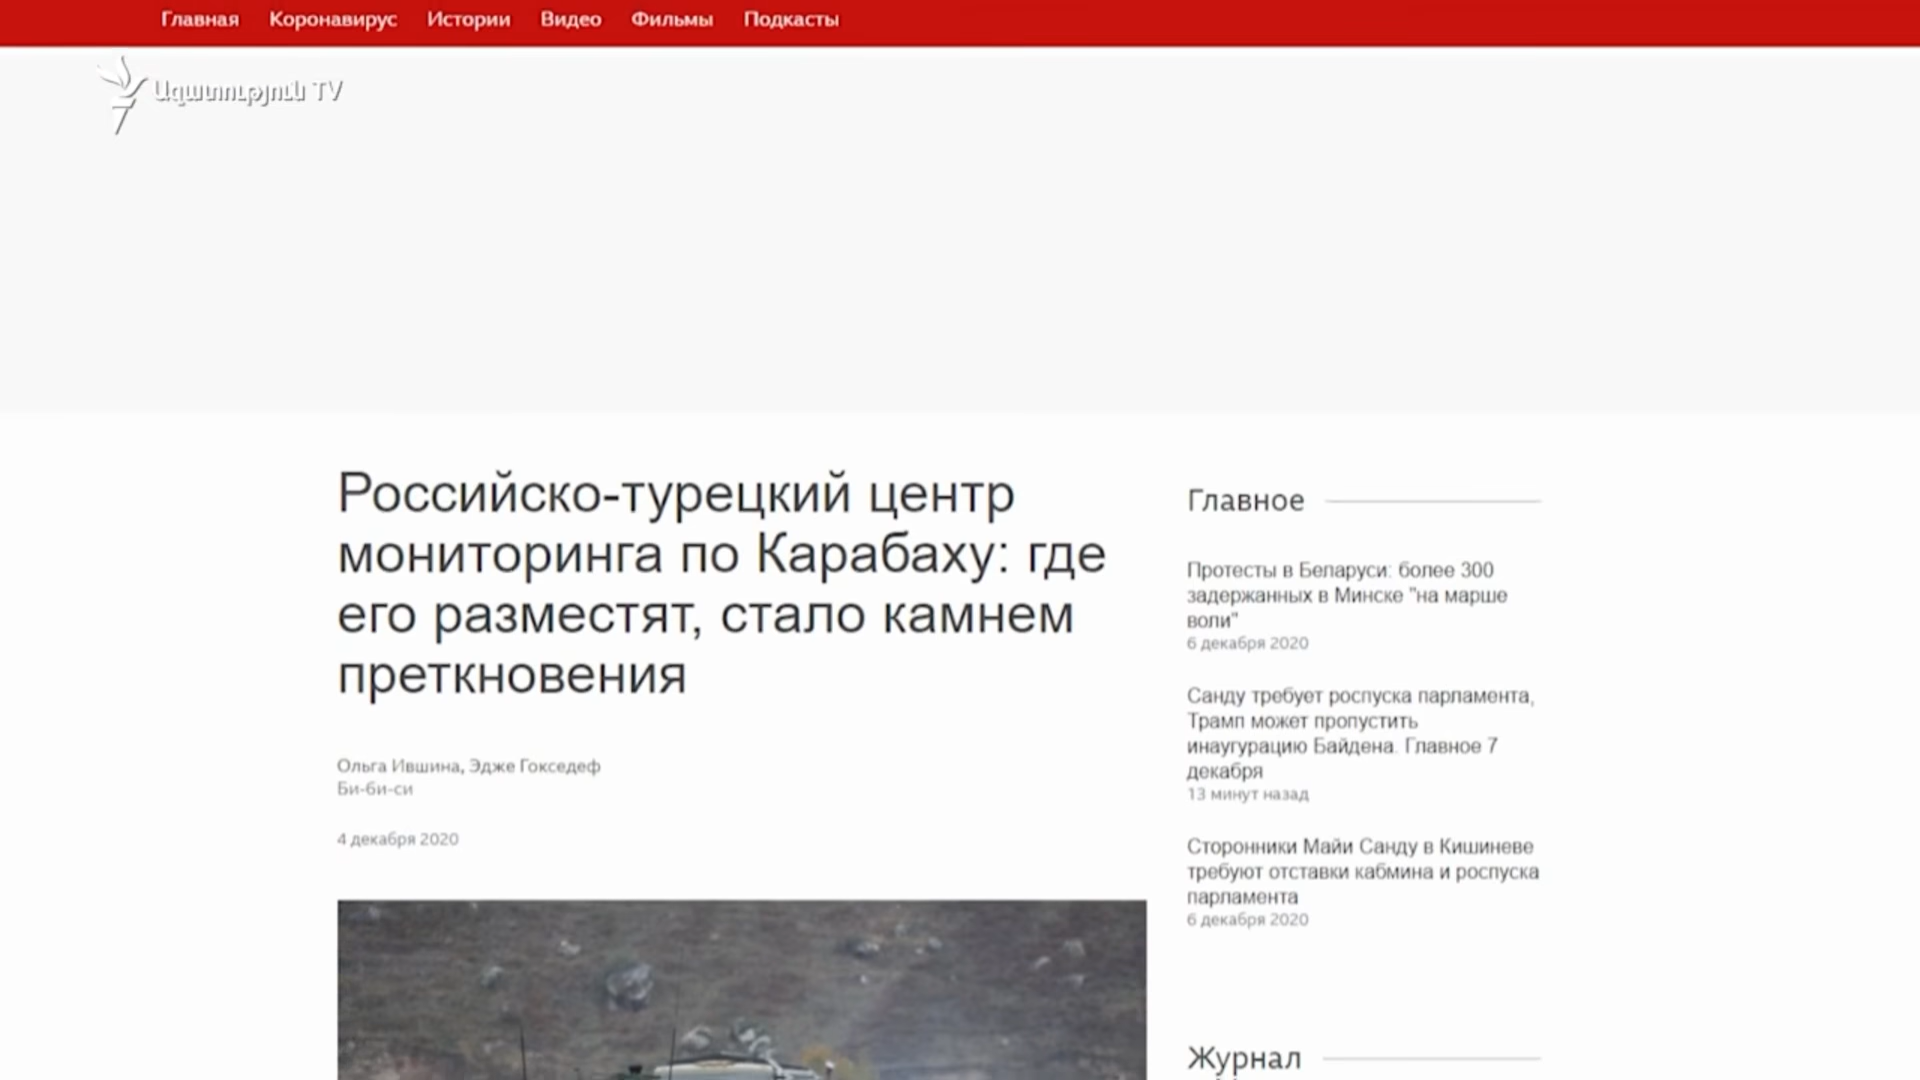 Главная Коронавирус Истории Видео Фильмы Подкасты
Ազատություն TV
Российско-турецкий центр
мониторинга по Карабаху: где
его разместят, стало камнем
преткновения
Ольга Ившина, Эдже Гокседеф
Би-би-си
4 декабря 2020
Главное
Протесты в Беларуси: более 300
задержанных в Минске "на марше
воли"
6 декабря 2020
Санду требует роспуска парламента,
Трамп может пропустить
инаугурацию Байдена. Главное 7
декабря
13 минут назад
Сторонники Майи Санду в Кишиневе
требуют отставки кабмина и роспуска
парламента
6 декабря 2020
Журнал